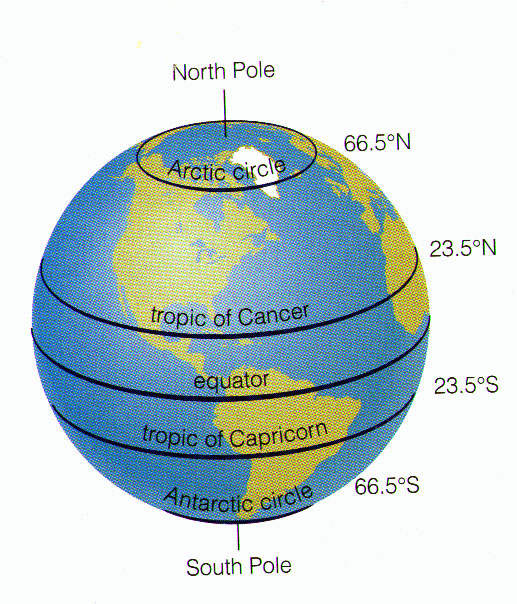 North Pole
66.5°N
Arctic circle
23.5°N
tropic of Cancer
equator
23.5°S
tropic of Capricorn
66.5°S
Antarctic circle
South Pole